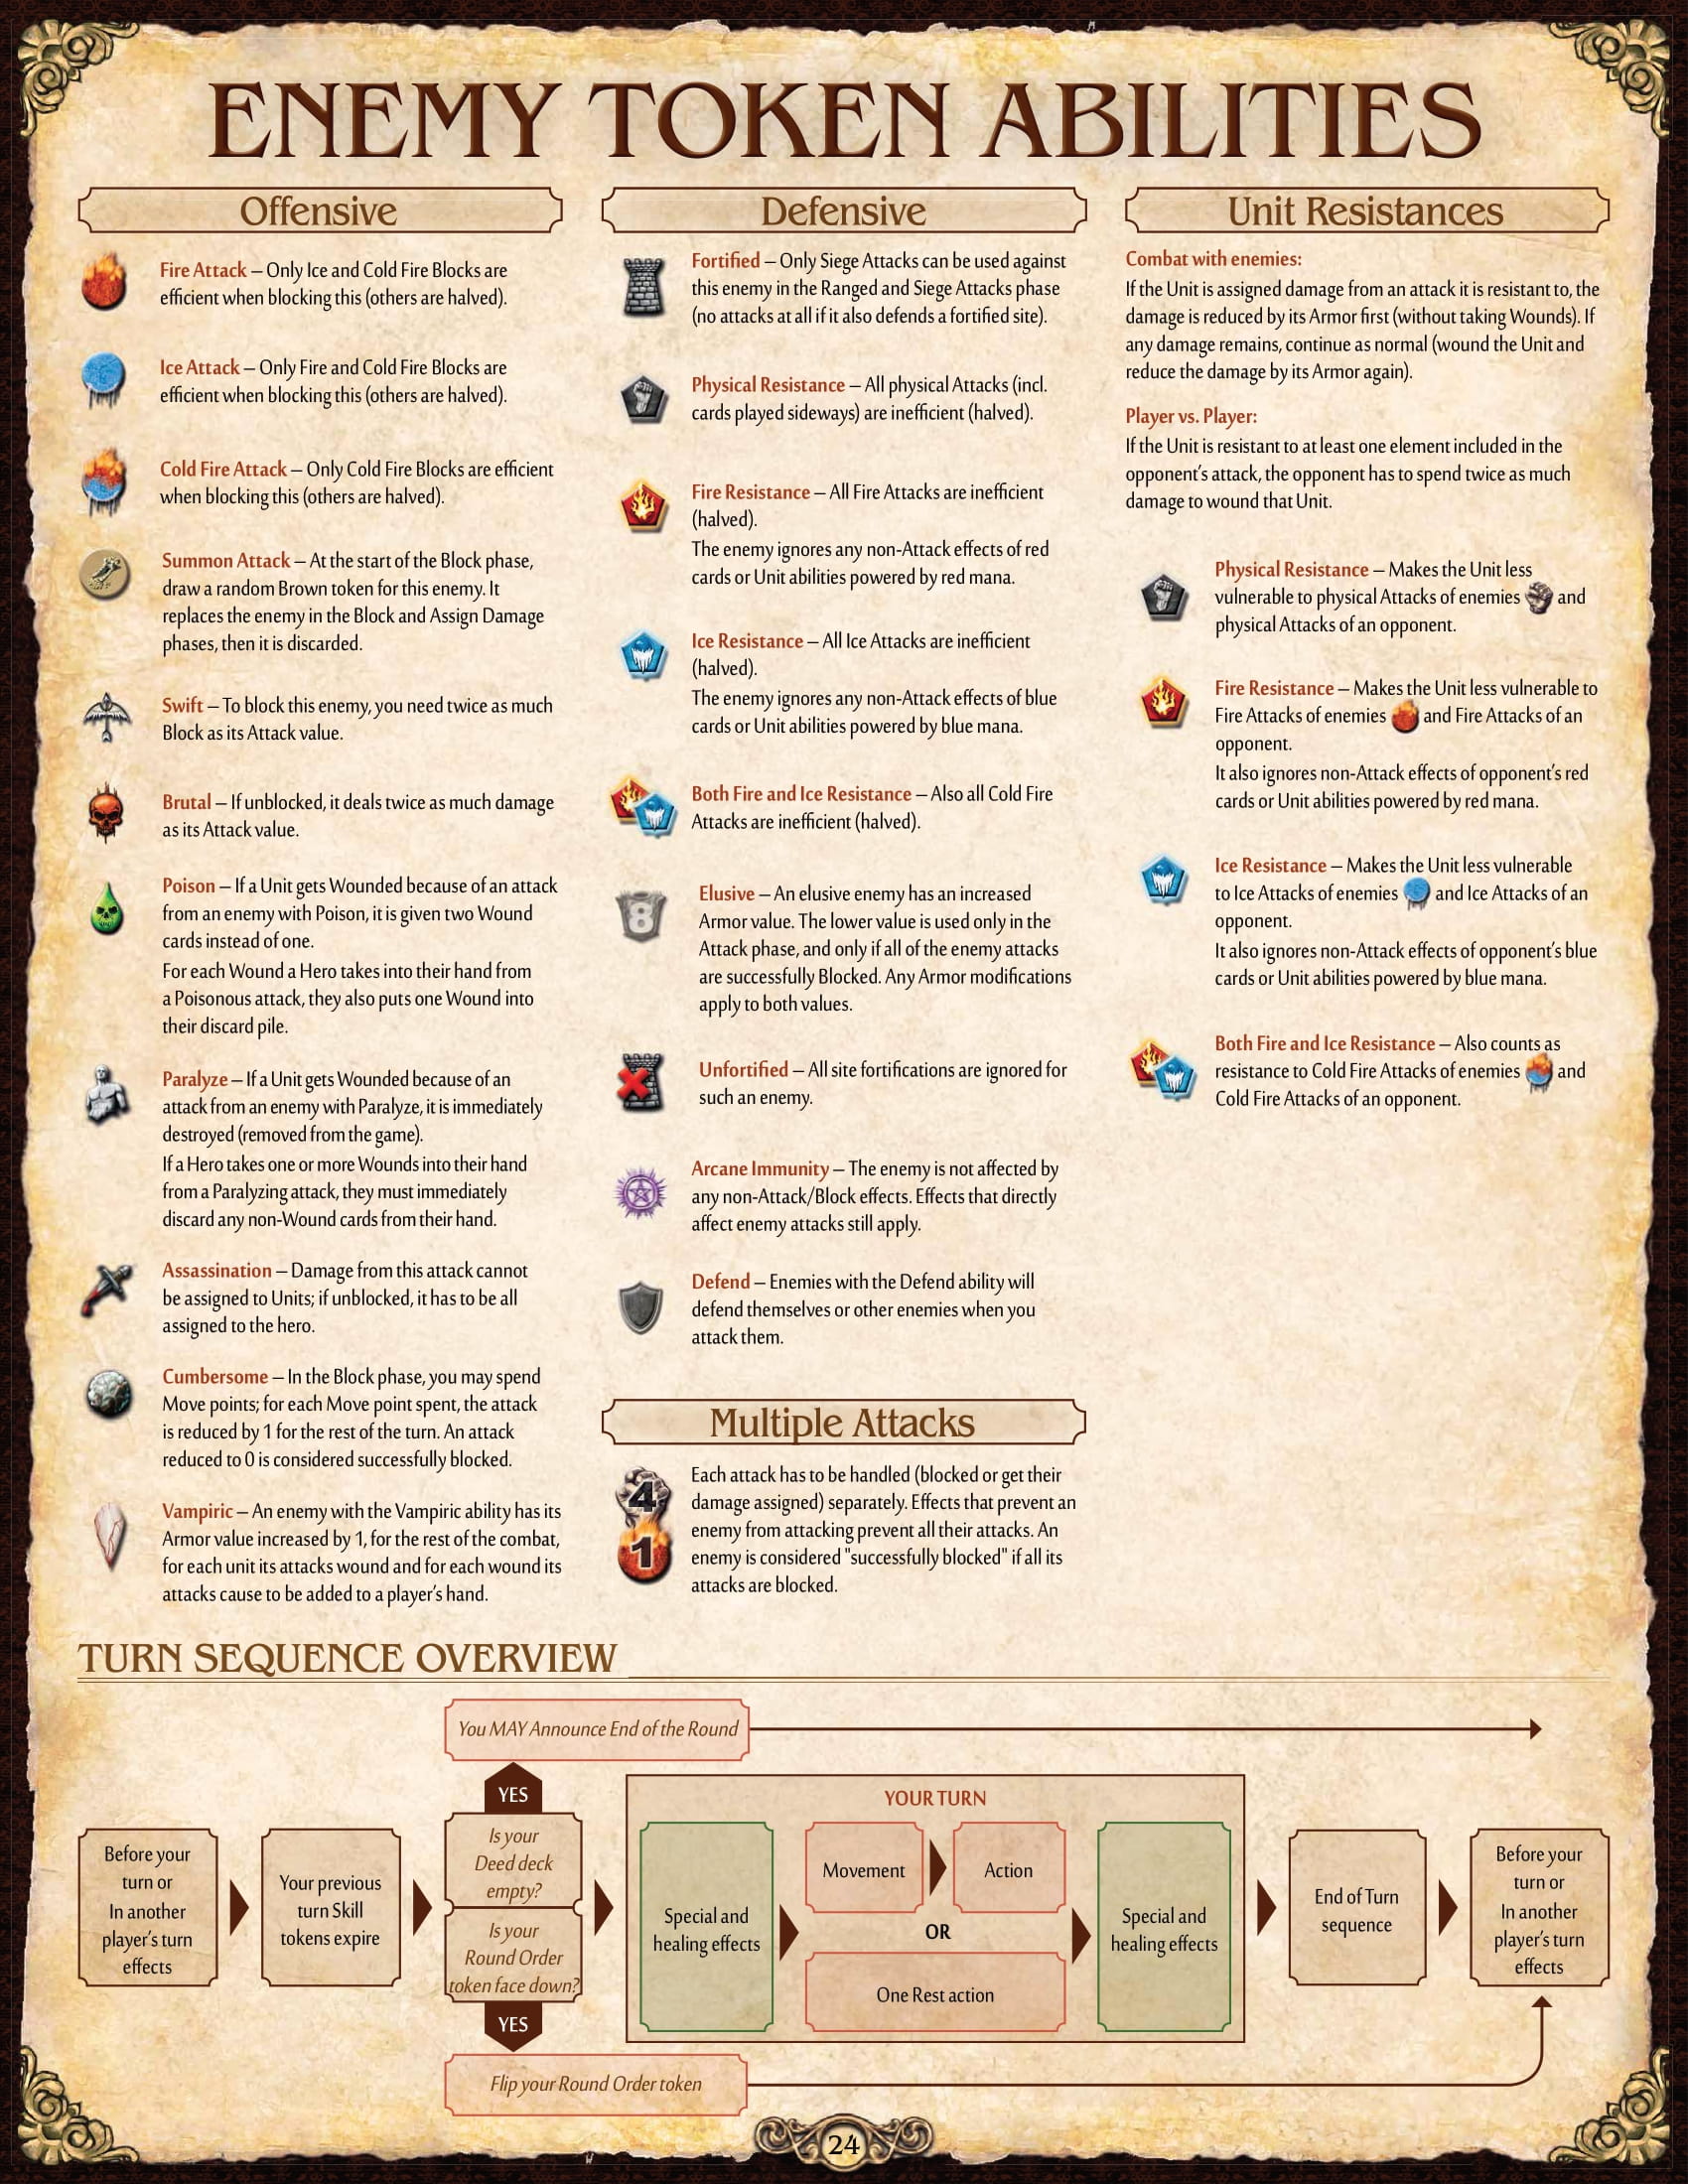 ENEMY TOKEN ABILITIES
Offensive
Fire Attack – Only Ice and Cold Fire Blocks are
efficient when blocking this (others are halved).
Ice Attack – Only Fire and Cold Fire Blocks are
efficient when blocking this (others are halved).
Cold Fire Attack – Only Cold Fire Blocks are efficient
when blocking this (others are halved).
Summon Attack – At the start of the Block phase,
draw a random Brown token for this enemy. It
replaces the enemy in the Block and Assign Damage
phases, then it is discarded.
Swift – To block this enemy, you need twice as much
Block as its Attack value.
Brutal – If unblocked, it deals twice as much damage
as its Attack value.
Poison – If a Unit gets Wounded because of an attack
from an enemy with Poison, it is given two Wound
cards instead of one.
For each Wound a Hero takes into their hand from
a Poisonous attack, they also puts one Wound into
their discard pile.
Paralyze – If a Unit gets Wounded because of an
attack from an enemy with Paralyze, it is immediately
destroyed (removed from the game).
If a Hero takes one or more Wounds into their hand
from a Paralyzing attack, they must immediately
discard any non-Wound cards from their hand.
Assassination – Damage from this attack cannot
be assigned to Units; if unblocked, it has to be all
assigned to the hero.
Cumbersome – In the Block phase, you may spend
Move points; for each Move point spent, the attack
is reduced by 1 for the rest of the turn. An attack
reduced to 0 is considered successfully blocked.
Vampiric – An enemy with the Vampiric ability has its
Armor value increased by 1, for the rest of the combat,
for each unit its attacks wound and for each wound its
attacks cause to be added to a player's hand.
Defensive
Fortified – Only Siege Attacks can be used against
this enemy in the Ranged and Siege Attacks phase
(no attacks at all if it also defends a fortified site).
Physical Resistance – All physical Attacks (incl.
cards played sideways) are inefficient (halved).
Fire Resistance – All Fire Attacks are inefficient
(halved).
The enemy ignores any non-Attack effects of red
cards or Unit abilities powered by red mana.
Ice Resistance – All Ice Attacks are inefficient
(halved).
The enemy ignores any non-Attack effects of blue
cards or Unit abilities powered by blue mana.
Both Fire and Ice Resistance – Also all Cold Fire
Attacks are inefficient (halved).
8
Elusive – An elusive enemy has an increased
Armor value. The lower value is used only in the
Attack phase, and only if all of the enemy attacks
are successfully Blocked. Any Armor modifications
apply to both values.
Unfortified – All site fortifications are ignored for
such an enemy.
Arcane Immunity – The enemy is not affected by
any non-Attack/Block effects. Effects that directly
affect enemy attacks still apply.
Defend – Enemies with the Defend ability will
defend themselves or other enemies when you
attack them.
Multiple Attacks
4
1
Each attack has to be handled (blocked or get their
damage assigned) separately. Effects that prevent an
enemy from attacking prevent all their attacks. An
enemy is considered "successfully blocked" if all its
attacks are blocked.
Unit Resistances
Combat with enemies:
If the Unit is assigned damage from an attack it is resistant to, the
damage is reduced by its Armor first (without taking Wounds). If
any damage remains, continue as normal (wound the Unit and
reduce the damage by its Armor again).
Player vs. Player:
If the Unit is resistant to at least one element included in the
opponent's attack, the opponent has to spend twice as much
damage to wound that Unit.
Physical Resistance – Makes the Unit less
vulnerable to physical Attacks of enemies and
physical Attacks of an opponent.
Fire Resistance – Makes the Unit less vulnerable to
Fire Attacks of enemies and Fire Attacks of an
opponent.
It also ignores non-Attack effects of opponent's red
cards or Unit abilities powered by red mana.
Ice Resistance – Makes the Unit less vulnerable
to Ice Attacks of enemies and Ice Attacks of an
opponent.
It also ignores non-Attack effects of opponent's blue
cards or Unit abilities powered by blue mana.
Both Fire and Ice Resistance – Also counts as
resistance to Cold Fire Attacks of enemies and
Cold Fire Attacks of an opponent.
TURN SEQUENCE OVERVIEW
Before your
turn or
In another
player's turn
effects
Your previous
turn Skill
tokens expire
You MAY Announce End of the Round
YES
Is your
Deed deck
empty?
Is your
Round Order
token face down?
YES
Flip your Round Order token
YOUR TURN
Special and
healing effects
Movement
Action
OR
One Rest action
Special and
healing effects
End of Turn
sequence
Before your
turn or
In another
player's turn
effects
24